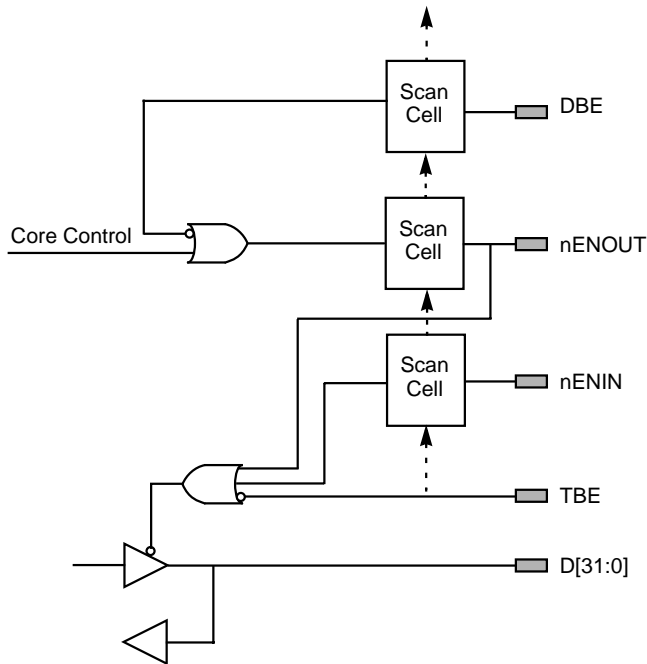 Scan
Cell
DBE
Core Control
Scan
Cell
nENOUT
Scan
Cell
nENIN
TBE
D[31:0]